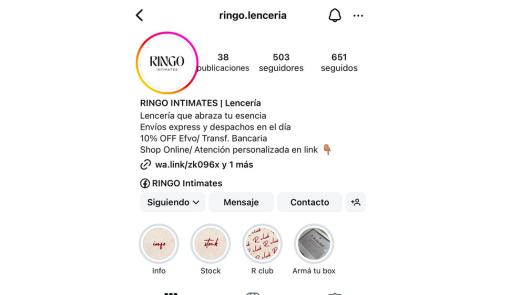 ringo.lenceria
RINGO
INTIMATES
38 503 651
publicaciones seguidores seguidos
RINGO INTIMATES | Lencería
Lencería que abraza tu esencia
Envíos express y despachos en el día
10% OFF Efvo/ Transf. Bancaria
Shop Online/ Atención personalizada en link 👇🏽
wa.link/zk096x y 1 más
RINGO Intimates
Siguiendo Mensaje Contacto
info stock R club
Info Stock R club Armá tu box